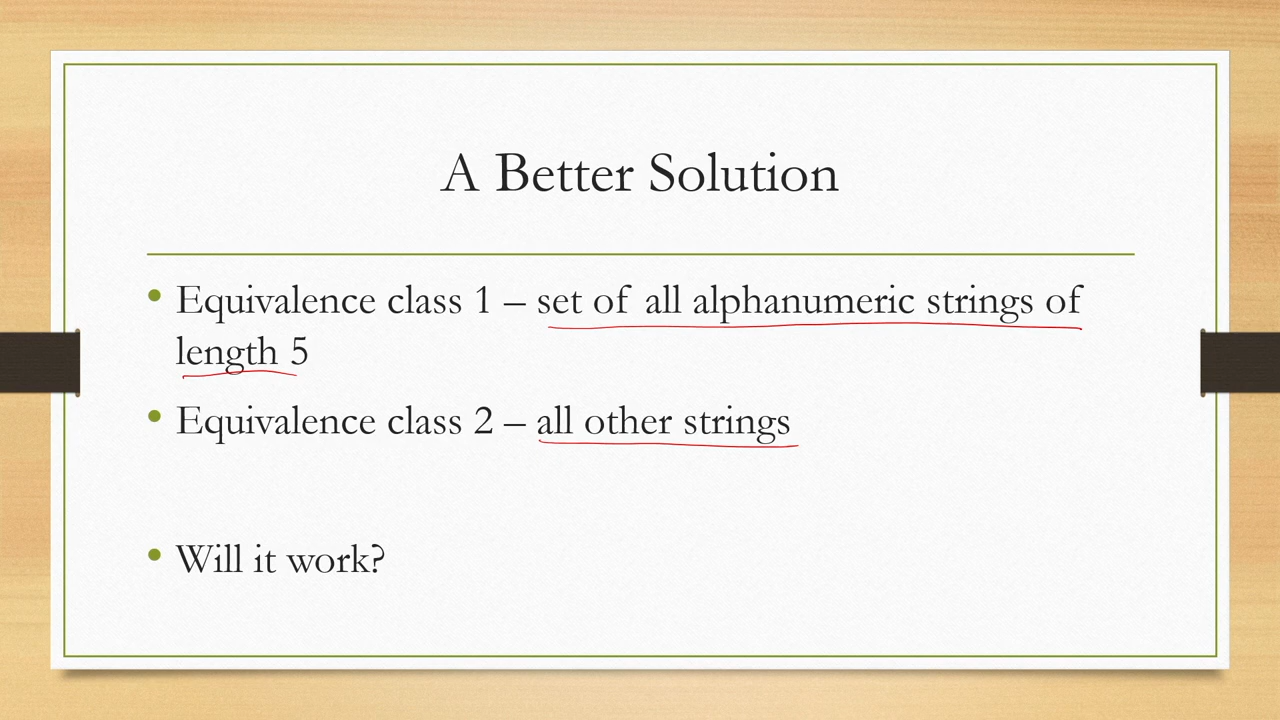 A Better Solution
• Equivalence class 1 – set of all alphanumeric strings of
length 5
• Equivalence class 2 – all other strings
• Will it work?